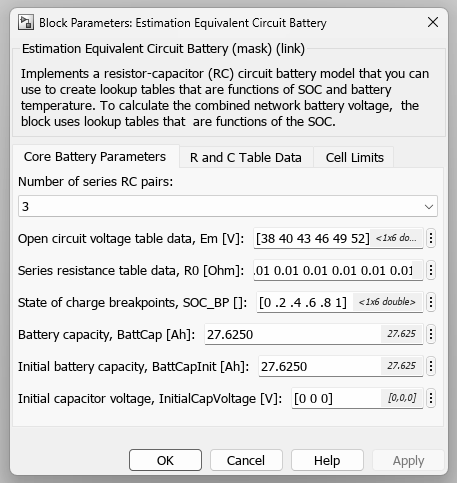 Block Parameters: Estimation Equivalent Circuit Battery
Estimation Equivalent Circuit Battery (mask) (link)
Implements a resistor-capacitor (RC) circuit battery model that you can
use to create lookup tables that are functions of SOC and battery
temperature. To calculate the combined network battery voltage, the
block uses lookup tables that are functions of the SOC.
Core Battery Parameters R and C Table Data Cell Limits
Number of series RC pairs:
3
Open circuit voltage table data, Em [V]: [38 40 43 46 49 52] <1x6 do...
Series resistance table data, R0 [Ohm]: .01 0.01 0.01 0.01 0.01 0.01
State of charge breakpoints, SOC_BP []: [0 .2 .4 .6 .8 1] <1x6 double>
Battery capacity, BattCap [Ah]: 27.6250 27.625
Initial battery capacity, BattCapInit [Ah]: 27.6250 27.625
Initial capacitor voltage, InitialCapVoltage [V]: [0 0 0] [0,0,0]
OK Cancel Help Apply